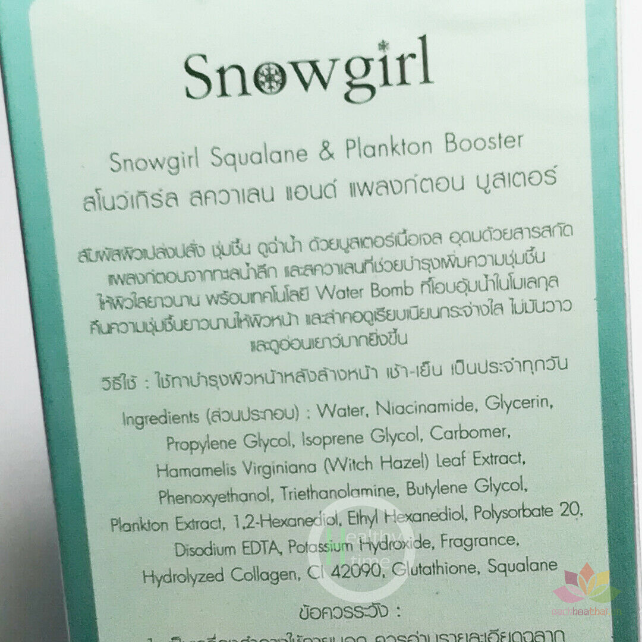 Snowgirl
Snowgirl Squalane & Plankton Booster
สโนว์เกิร์ล สควาเลน แอนด์ แพลงก์ตอน บูสเตอร์
สัมผัสผิวเปล่งปลั่ง ชุ่มชื้น ดูฉ่ำน้ำ ด้วยบูสเตอร์เนื้อเจล อุดมด้วยสารสกัด
แพลงก์ตอนจากทะเลน้ำลึก และสควาเลนที่ช่วยบำรุงเพิ่มความชุ่มชื้น
ให้ผิวใสยาวนาน พร้อมเทคโนโลยี Water Bomb ที่โอบอุ้มน้ำในโมเลกุล
คืนความชุ่มชื้นยาวนานให้ผิวหน้า และลำคอดูเรียบเนียนกระจ่างใส ไม่มันวาว
และดูอ่อนเยาว์มากยิ่งขึ้น
วิธีใช้ : ใช้ทาบำรุงผิวหน้าหลังล้างหน้า เช้า-เย็น เป็นประจำทุกวัน
Ingredients (ส่วนประกอบ) : Water, Niacinamide, Glycerin,
Propylene Glycol, Isoprene Glycol, Carbomer,
Hamamelis Virginiana (Witch Hazel) Leaf Extract,
Phenoxyethanol, Triethanolamine, Butylene Glycol,
Plankton Extract, 1,2-Hexanediol, Ethyl Hexanediol, Polysorbate 20,
Disodium EDTA, Potassium Hydroxide, Fragrance,
Hydrolyzed Collagen, CI 42090, Glutathione, Squalane
Healthy
time
ข้อควรระวัง :